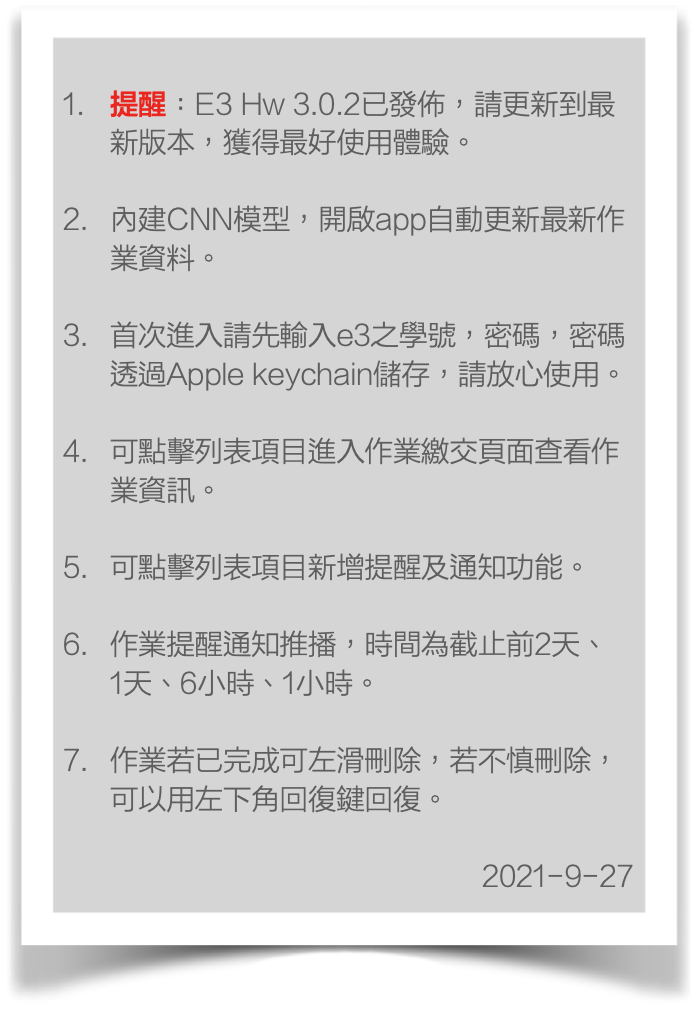 1. 提醒：E3 Hw 3.0.2已發佈，請更新到最
新版本，獲得最好使用體驗。
2. 內建CNN模型，開啟app自動更新最新作
業資料。
3. 首次進入請先輸入e3之學號，密碼，密碼
透過Apple keychain儲存，請放心使用。
4. 可點擊列表項目進入作業繳交頁面查看作
業資訊。
5. 可點擊列表項目新增提醒及通知功能。
6. 作業提醒通知推播，時間為截止前2天、
1天、6小時、1小時。
7. 作業若已完成可左滑刪除，若不慎刪除，
可以用左下角回復鍵回復。
2021-9-27